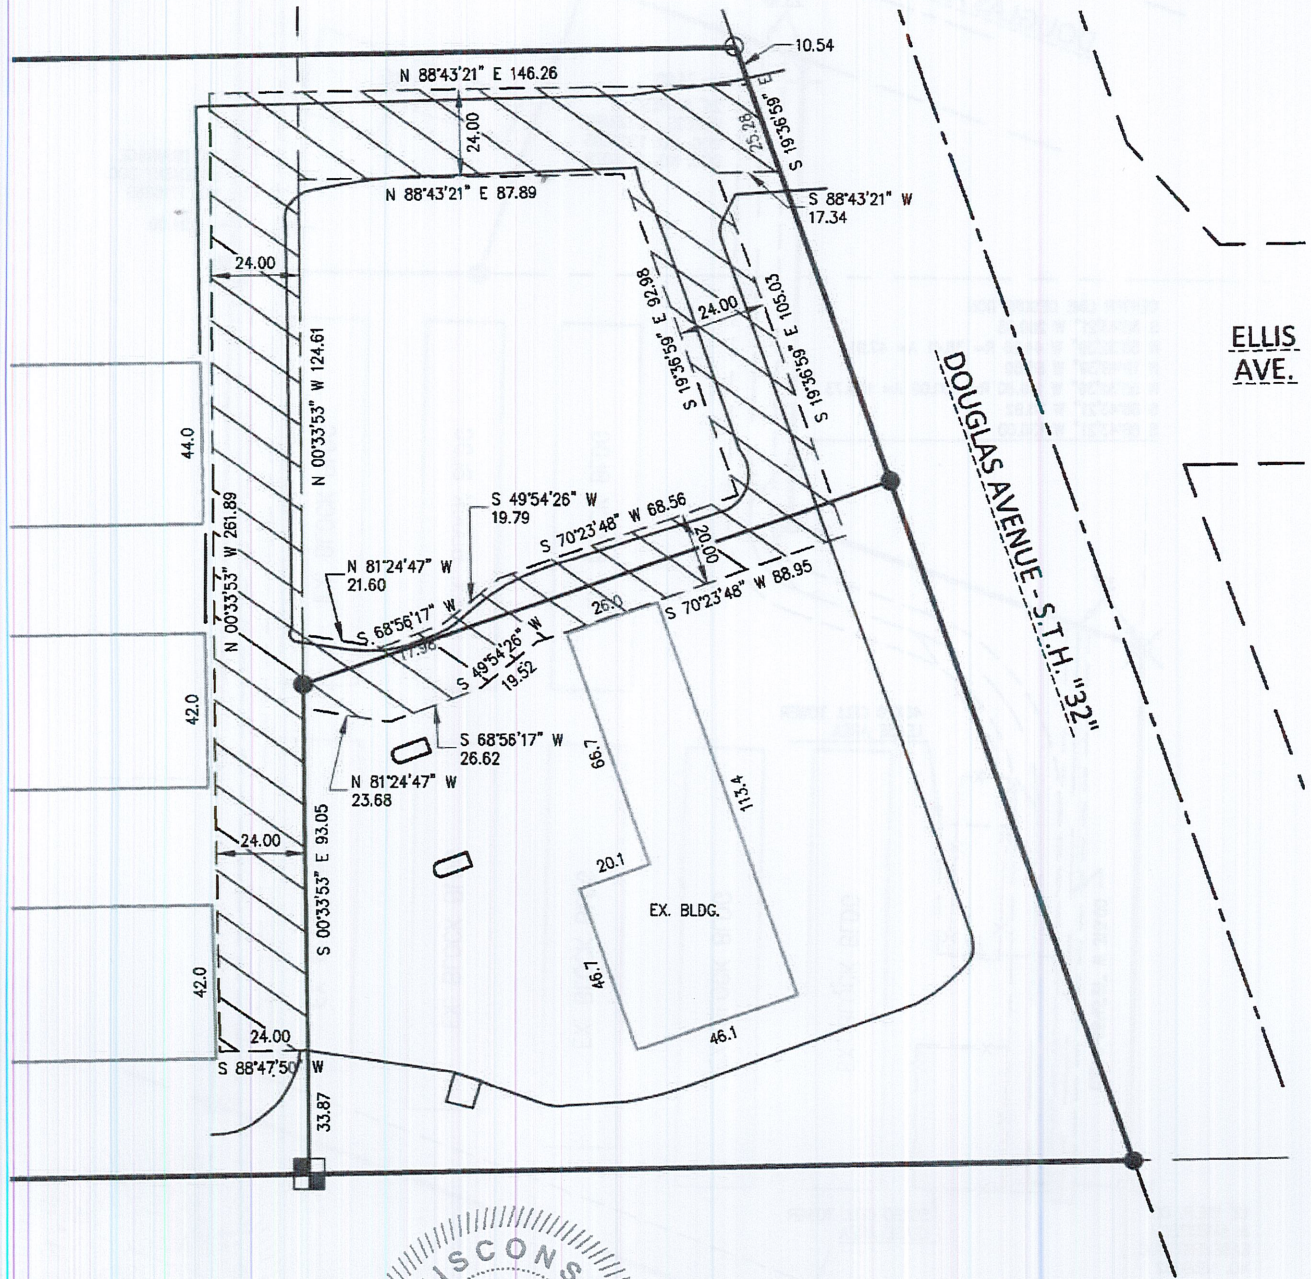 10.54
N 88°43'21" E 146.26
24.00
25.28
S 19°36'59" E
N 88°43'21" E 87.89
S 88°43'21" W
17.34
24.00
N 00°33'53" W 124.61
S 19°36'59" E 92.98
24.00
S 19°36'59" E 105.03
ELLIS
AVE.
DOUGLAS AVENUE - S.T.H. "32"
44.0
N 00°33'53" W 261.89
S 49°54'26" W
19.79
S 70°23'48" W 68.56
20.00
N 81°24'47" W
21.60
S 68°56'17" W
17.98
26.0
S 70°23'48" W 88.95
S 49°54'26" W
19.52
42.0
S 68°56'17" W
26.62
N 81°24'47" W
23.68
66.7
113.4
24.00
S 00°33'53" E 93.05
20.1
EX. BLDG.
42.0
46.7
46.1
24.00
S 88°47'50" W
33.87
ISCONS